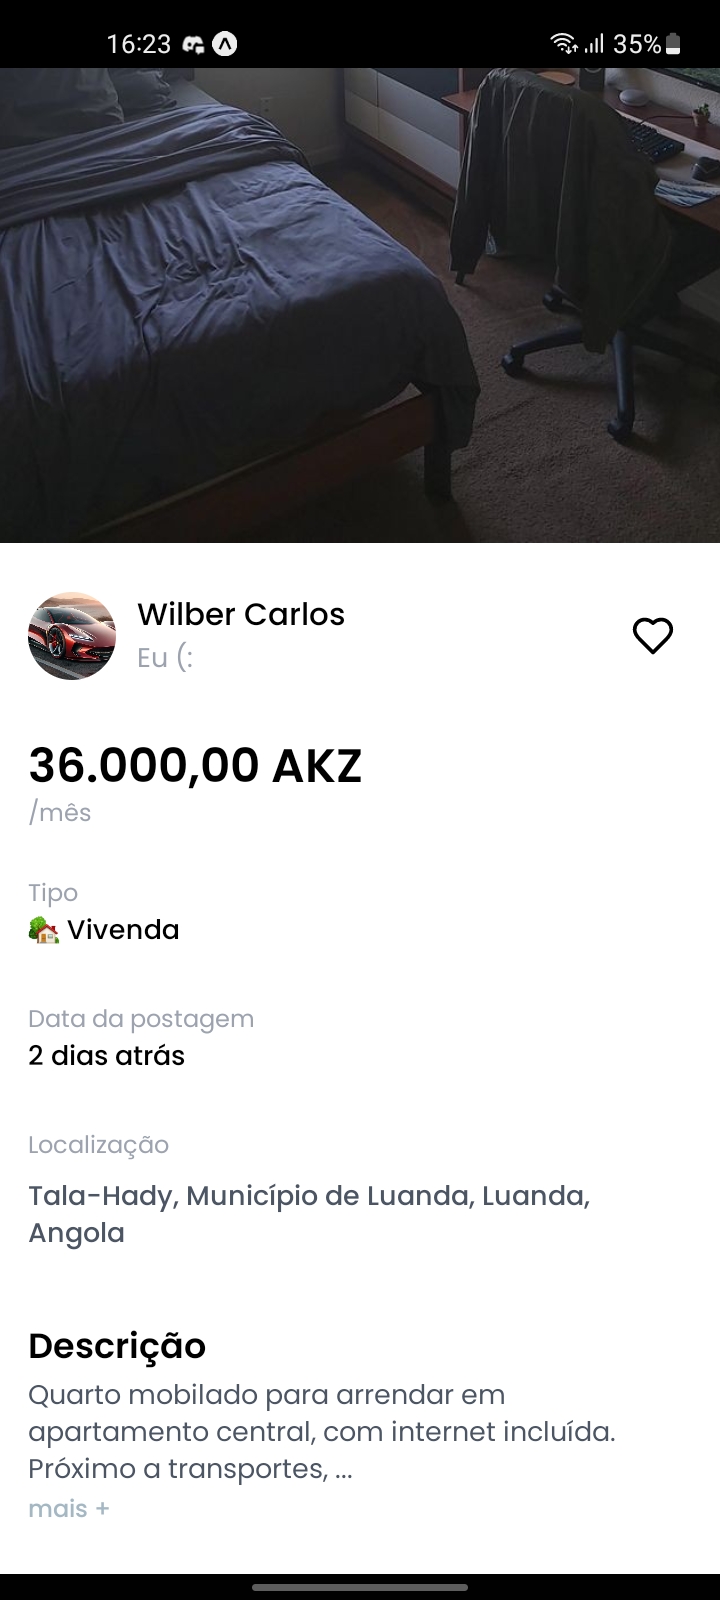 16:23
35%
Wilber Carlos
Eu (:
36.000,00 AKZ
/mês
Tipo
Vivenda
Data da postagem
2 dias atrás
Localização
Tala-Hady, Município de Luanda, Luanda,
Angola
Descrição
Quarto mobilado para arrendar em
apartamento central, com internet incluída.
Próximo a transportes, ...
mais +